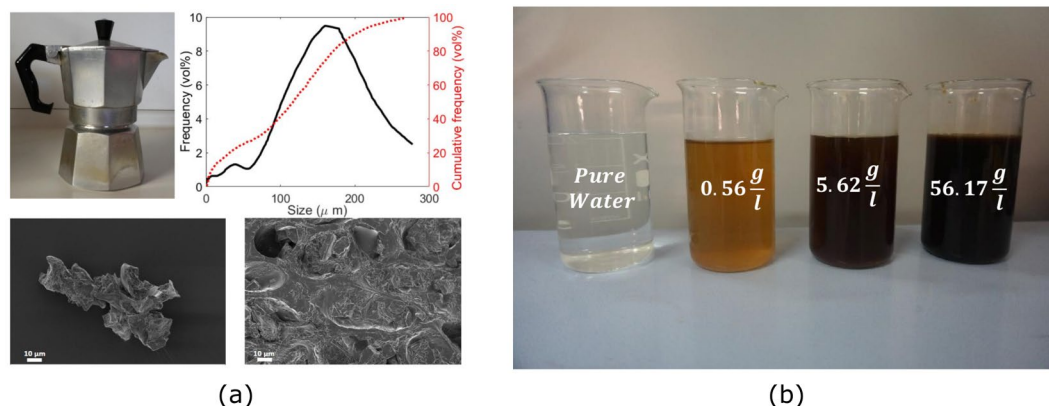 10
8
6
4
2
0
Frequency (vol%)
100
80
60
40
20
0
Cumulative frequency (vol%)
0
100
200
300
Size (μ m)
10 μm
10 μm
(a)
Pure
Water
0.56 g/l
5.62 g/l
56.17 g/l
(b)